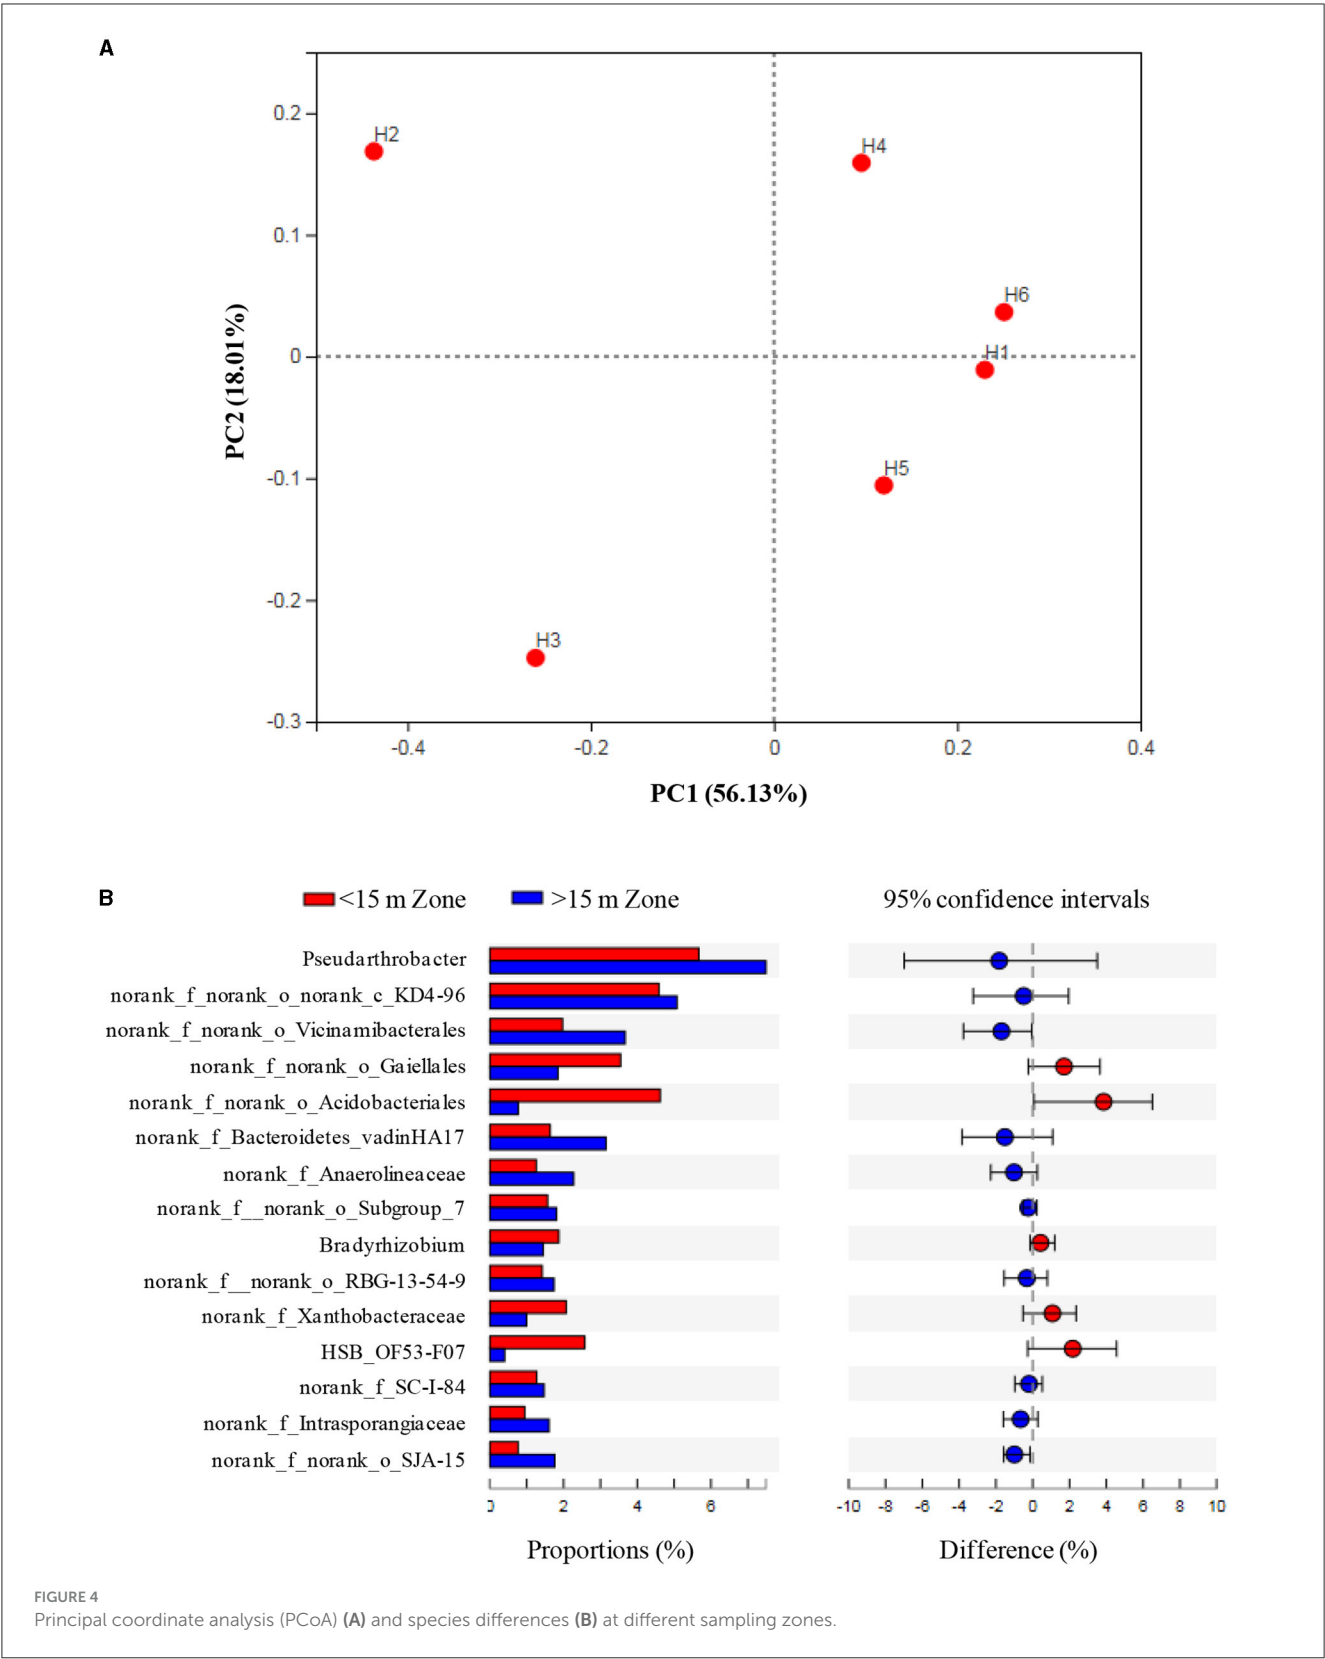 A
0.2
0.1
0
-0.1
-0.2
-0.3
H2
H4
H6
H1
H5
H3
PC2 (18.01%)
-0.4
-0.2
0
0.2
0.4
PC1 (56.13%)
B
<15 m Zone
>15 m Zone
95% confidence intervals
Pseudarthrobacter
norank_f_norank_o_norank_c_KD4-96
norank_f_norank_o_Vicinamibacterales
norank_f_norank_o_Gaiellales
norank_f_norank_o_Acidobacteriales
norank_f_Bacteroidetes_vadinHA17
norank_f_Anaerolineaceae
norank_f__norank_o_Subgroup_7
Bradyrhizobium
norank_f__norank_o_RBG-13-54-9
norank_f_Xanthobacteraceae
HSB_OF53-F07
norank_f_SC-I-84
norank_f_Intrasporangiaceae
norank_f_norank_o_SJA-15
0 2 4 6
-10 -8 -6 -4 -2 0 2 4 6 8 10
Proportions (%)
Difference (%)
FIGURE 4
Principal coordinate analysis (PCoA) (A) and species differences (B) at different sampling zones.